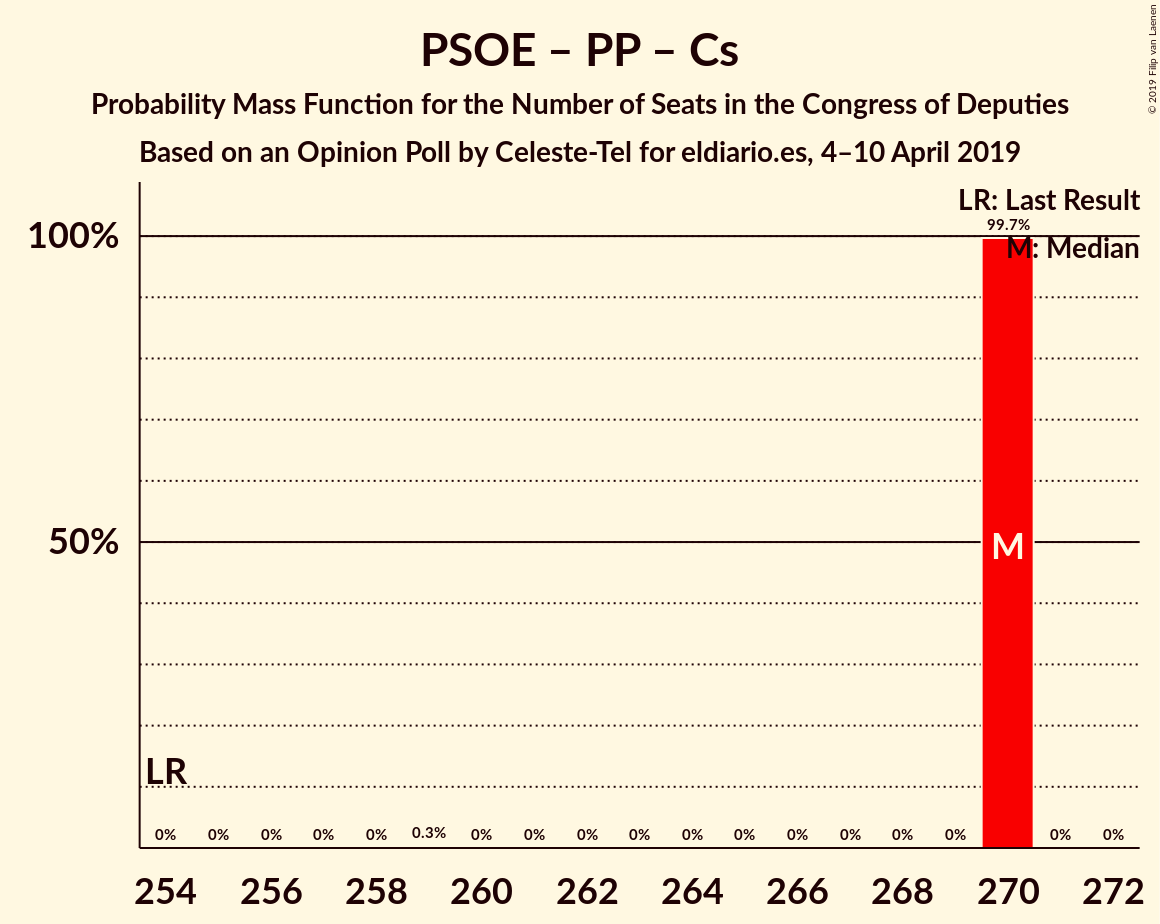 PSOE – PP – Cs
Probability Mass Function for the Number of Seats in the Congress of Deputies
Based on an Opinion Poll by Celeste-Tel for eldiario.es, 4–10 April 2019
© 2019 Filip van Laenen
LR: Last Result
99.7%
100%
M: Median
50%
M
LR
0% 0% 0% 0% 0% 0.3% 0% 0% 0% 0% 0% 0% 0% 0% 0% 0% 0% 0%
254 256 258 260 262 264 266 268 270 272